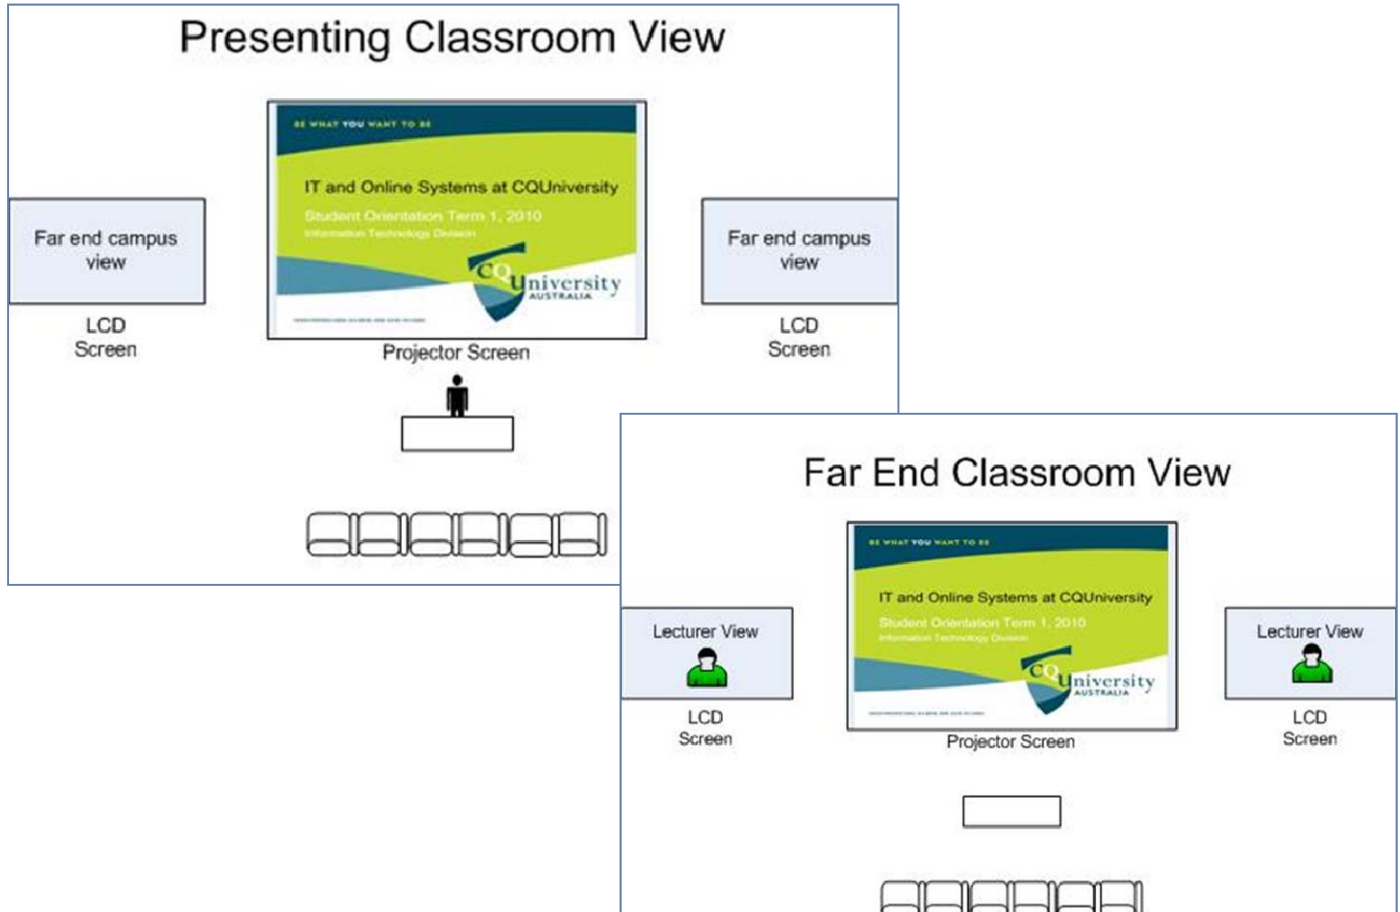 Presenting Classroom View
BE WHAT YOU WANT TO BE
IT and Online Systems at CQUniversity
Student Orientation Term 1, 2010
Information Technology Division
CQUniversity
AUSTRALIA
Far end campus
view
LCD
Screen
Projector Screen
Far end campus
view
LCD
Screen
Far End Classroom View
BE WHAT YOU WANT TO BE
IT and Online Systems at CQUniversity
Student Orientation Term 1, 2010
Information Technology Division
CQUniversity
AUSTRALIA
Lecturer View
LCD
Screen
Projector Screen
Lecturer View
LCD
Screen